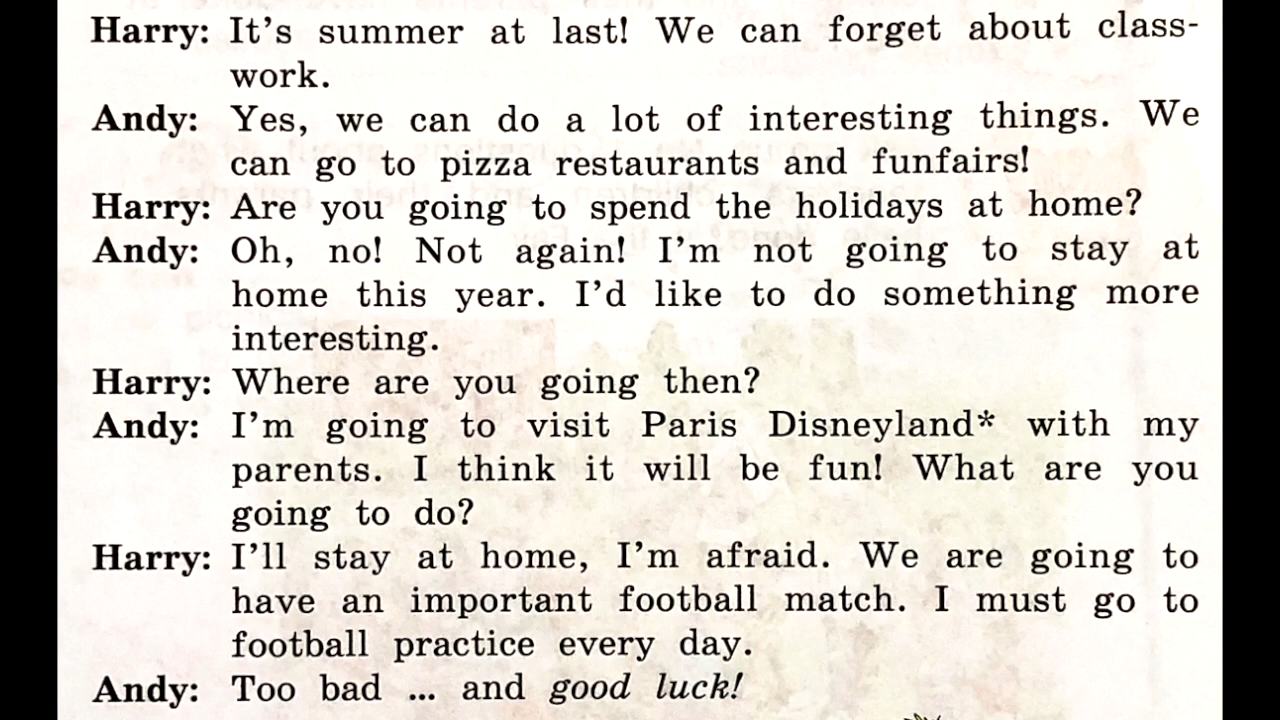 Harry: It's summer at last! We can forget about class-
work.
Andy: Yes, we can do a lot of interesting things. We
can go to pizza restaurants and funfairs!
Harry: Are you going to spend the holidays at home?
Andy: Oh, no! Not again! I'm not going to stay at
home this year. I'd like to do something more
interesting.
Harry: Where are you going then?
Andy: I'm going to visit Paris Disneyland* with my
parents. I think it will be fun! What are you
going to do?
Harry: I'll stay at home, I'm afraid. We are going to
have an important football match. I must go to
football practice every day.
Andy: Too bad ... and good luck!